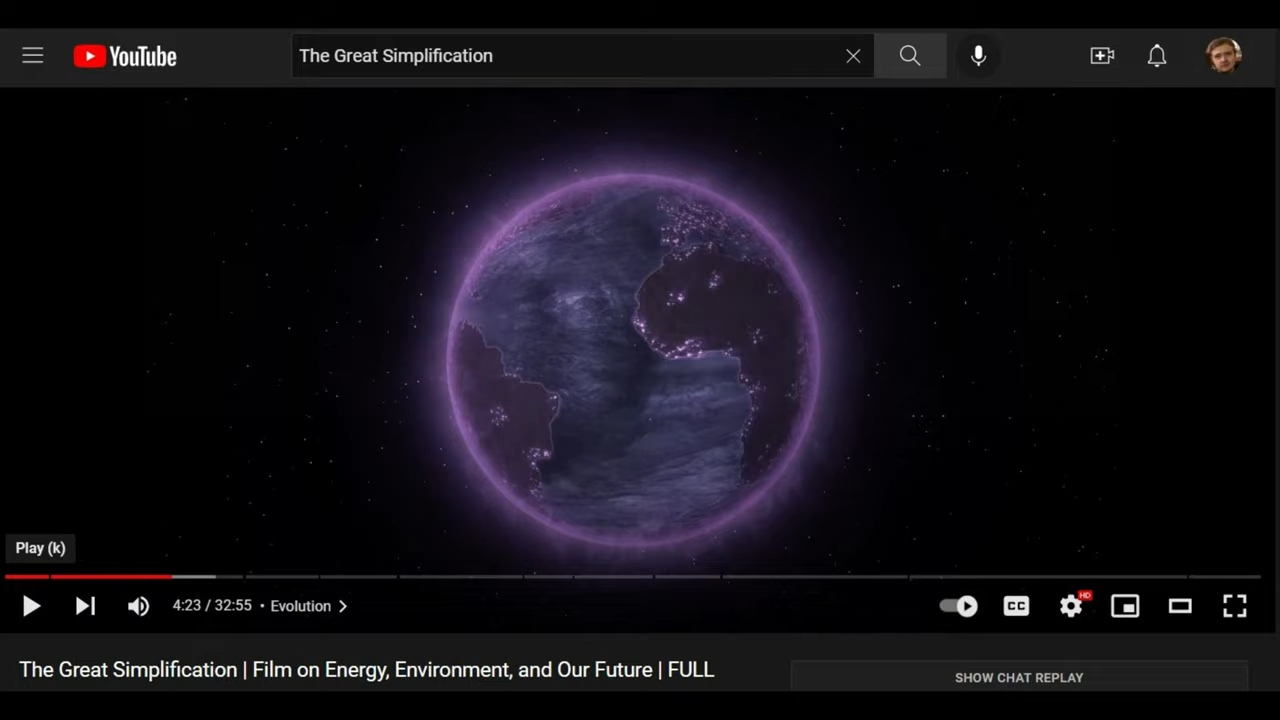 YouTube
The Great Simplification
Play (k)
4:23 / 32:55 • Evolution
CC
HD
The Great Simplification | Film on Energy, Environment, and Our Future | FULL
SHOW CHAT REPLAY